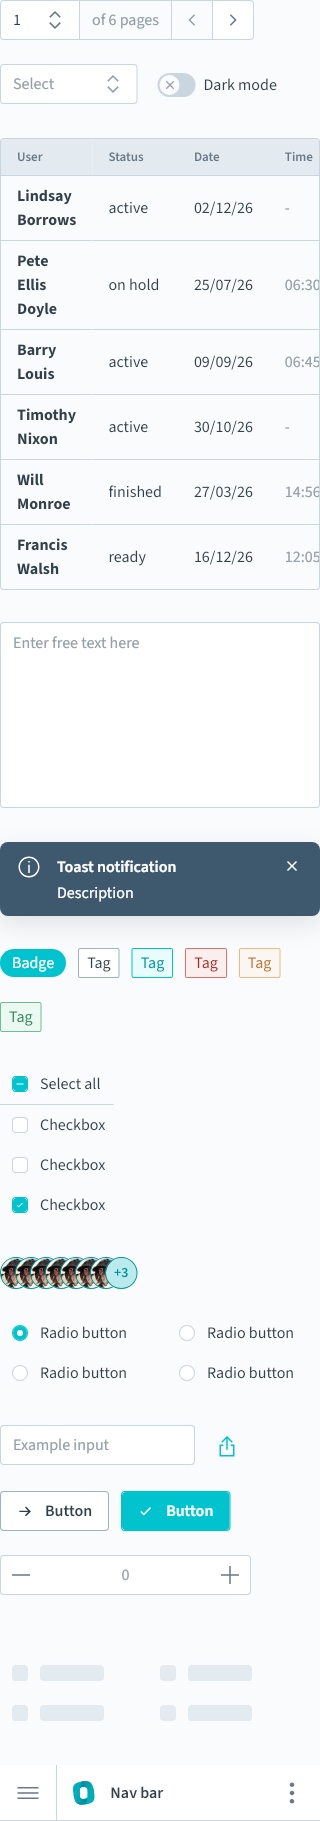 1 of 6 pages
Select Dark mode
User Status Date Time
Lindsay
Borrows active 02/12/26 -
Pete
Ellis
Doyle on hold 25/07/26 06:30
Barry
Louis active 09/09/26 06:45
Timothy
Nixon active 30/10/26 -
Will
Monroe finished 27/03/26 14:56
Francis
Walsh ready 16/12/26 12:05
Enter free text here
Toast notification
Description
Badge Tag Tag Tag Tag
Tag
Select all
Checkbox
Checkbox
Checkbox
+3
Radio button Radio button
Radio button Radio button
Example input
Button Button
0
Nav bar